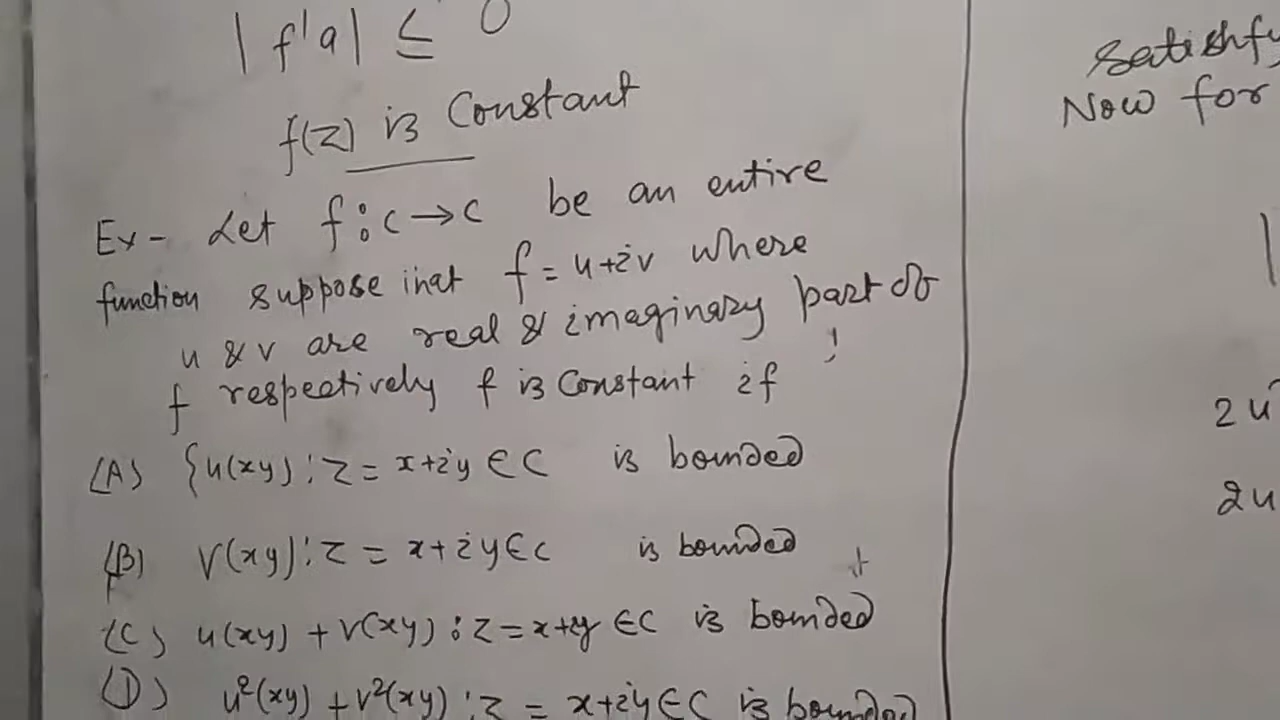 |f'a| ≤ 0
f(z) is Constant
Ex- Let f:c→c be an entire
function suppose that f = u+iv where
u & v are real & imaginary part of
f respectively f is Constant if
(A) {u(xy) : z = x+iy ∈ C is bounded
(B) v(xy) : z = x+iy ∈ C is bounded
(C) u(xy) + v(xy) : z = x+iy ∈ C is bounded
(D) u²(xy) + v²(xy) : z = x+iy ∈ C is bounded
Satisfy
Now for
|
2u
2u